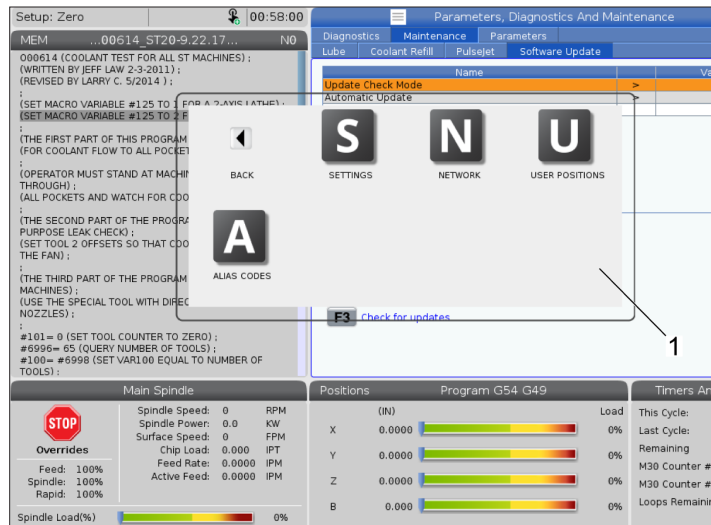 Setup: Zero
00:58:00
Parameters, Diagnostics And Maintenance
MEM ...00614_ST20-9.22.17... N0
O00614 (COOLANT TEST FOR ALL ST MACHINES) ;
(WRITTEN BY JEFF LAW 2-3-2011) ;
(REVISED BY LARRY C. 5/2014 ) ;
;
(SET MACRO VARIABLE #125 TO 1 FOR A 2-AXIS LATHE) ;
(SET MACRO VARIABLE #125 TO 2 F
;
(THE FIRST PART OF THIS PROGRAM
(FOR COOLANT FLOW TO ALL POCKET
;
(OPERATOR MUST STAND AT MACHIN
THROUGH) ;
(ALL POCKETS AND WATCH FOR COO
;
(THE SECOND PART OF THE PROGRA
PURPOSE LEAK CHECK) ;
(SET TOOL 2 OFFSETS SO THAT COO
THE FAN) ;
;
(THE THIRD PART OF THE PROGRAM
MACHINES) ;
(USE THE SPECIAL TOOL WITH DIREC
NOZZLES) ;
;
#101= 0 (SET TOOL COUNTER TO ZERO) ;
#6996= 65 (QUERY NUMBER OF TOOLS) ;
#100= #6998 (SET VAR100 EQUAL TO NUMBER OF
TOOLS) ;
Diagnostics Maintenance Parameters
Lube Coolant Refill PulseJet Software Update
Name Va
Update Check Mode >
Automatic Update >
BACK
S
SETTINGS
N
NETWORK
U
USER POSITIONS
A
ALIAS CODES
F3 Check for updates
1
Main Spindle
STOP
Overrides
Feed: 100%
Spindle: 100%
Rapid: 100%
Spindle Speed: 0 RPM
Spindle Power: 0.0 KW
Surface Speed: 0 FPM
Chip Load: 0.000 IPT
Feed Rate: 0.0000 IPM
Active Feed: 0.0000 IPM
Spindle Load(%) 0%
Positions Program G54 G49
(IN) Load
X 0.0000 0%
Y 0.0000 0%
Z 0.0000 0%
B 0.000 0%
Timers An
This Cycle:
Last Cycle:
Remaining
M30 Counter #
M30 Counter #
Loops Remainin